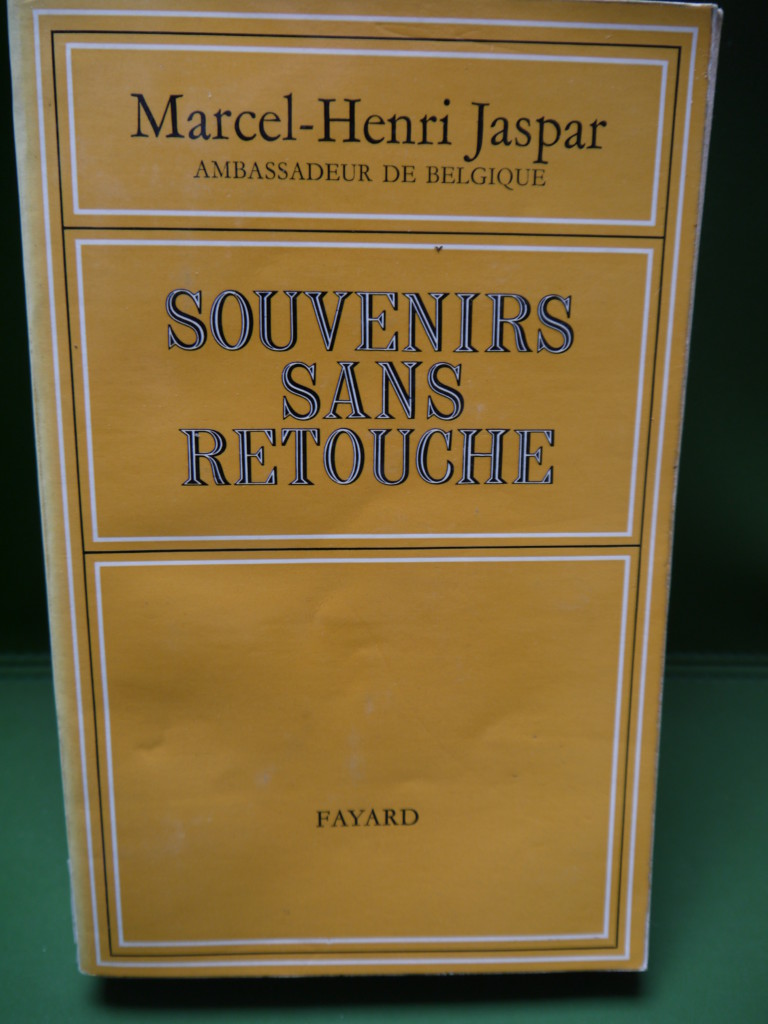 Marcel-Henri Jaspar
AMBASSADEUR DE BELGIQUE
SOUVENIRS
SANS
RETOUCHE
FAYARD